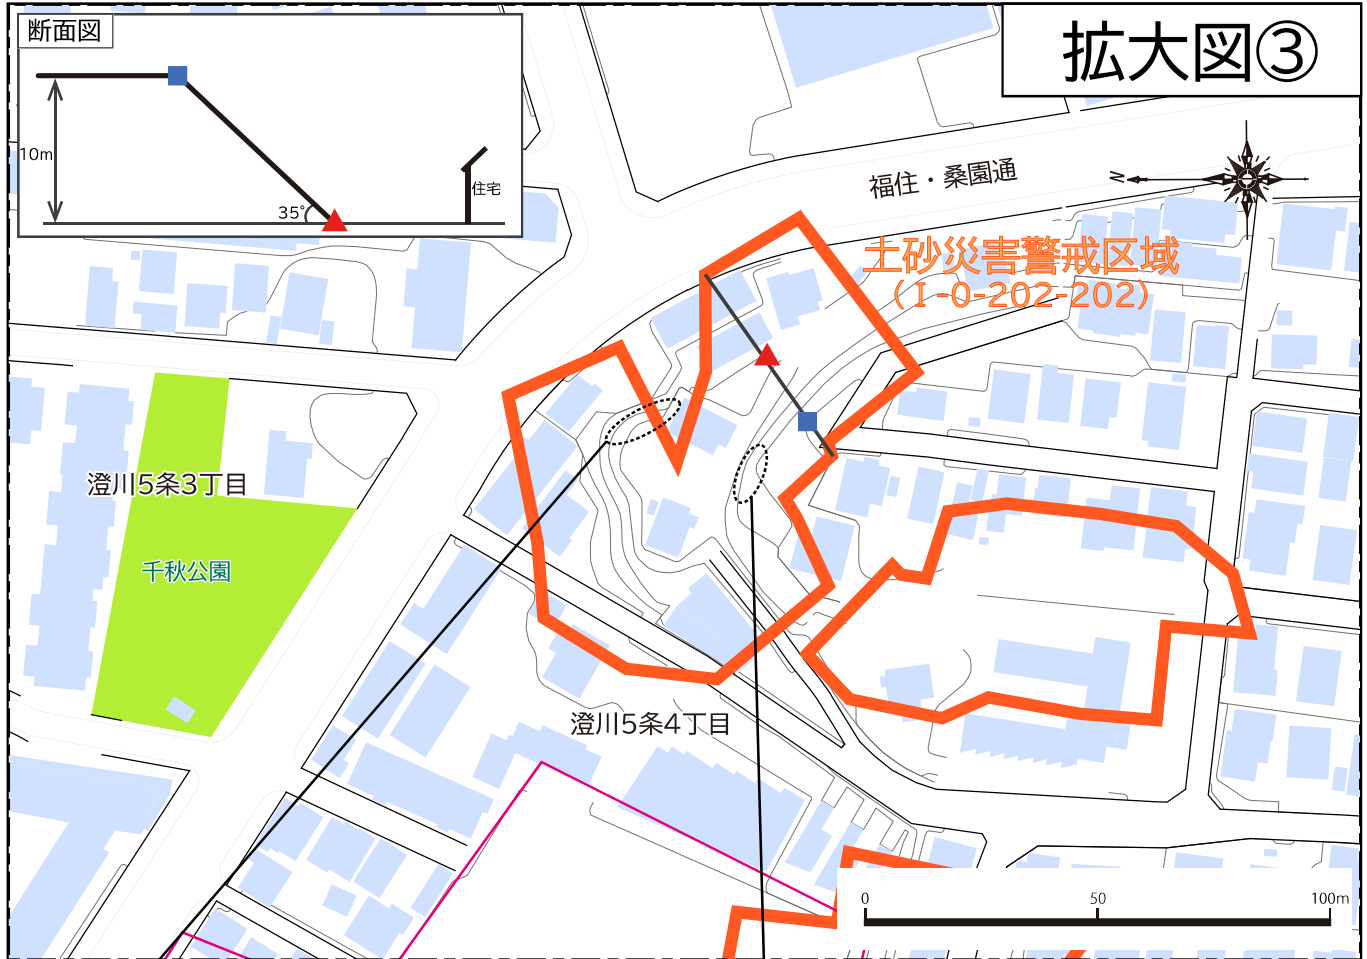 断面図
拡大図③
10m
住宅
35°
福住・桑園通
N
土砂災害警戒区域
（Ⅰ-0-202-202）
澄川5条3丁目
千秋公園
澄川5条4丁目
0 50 100m